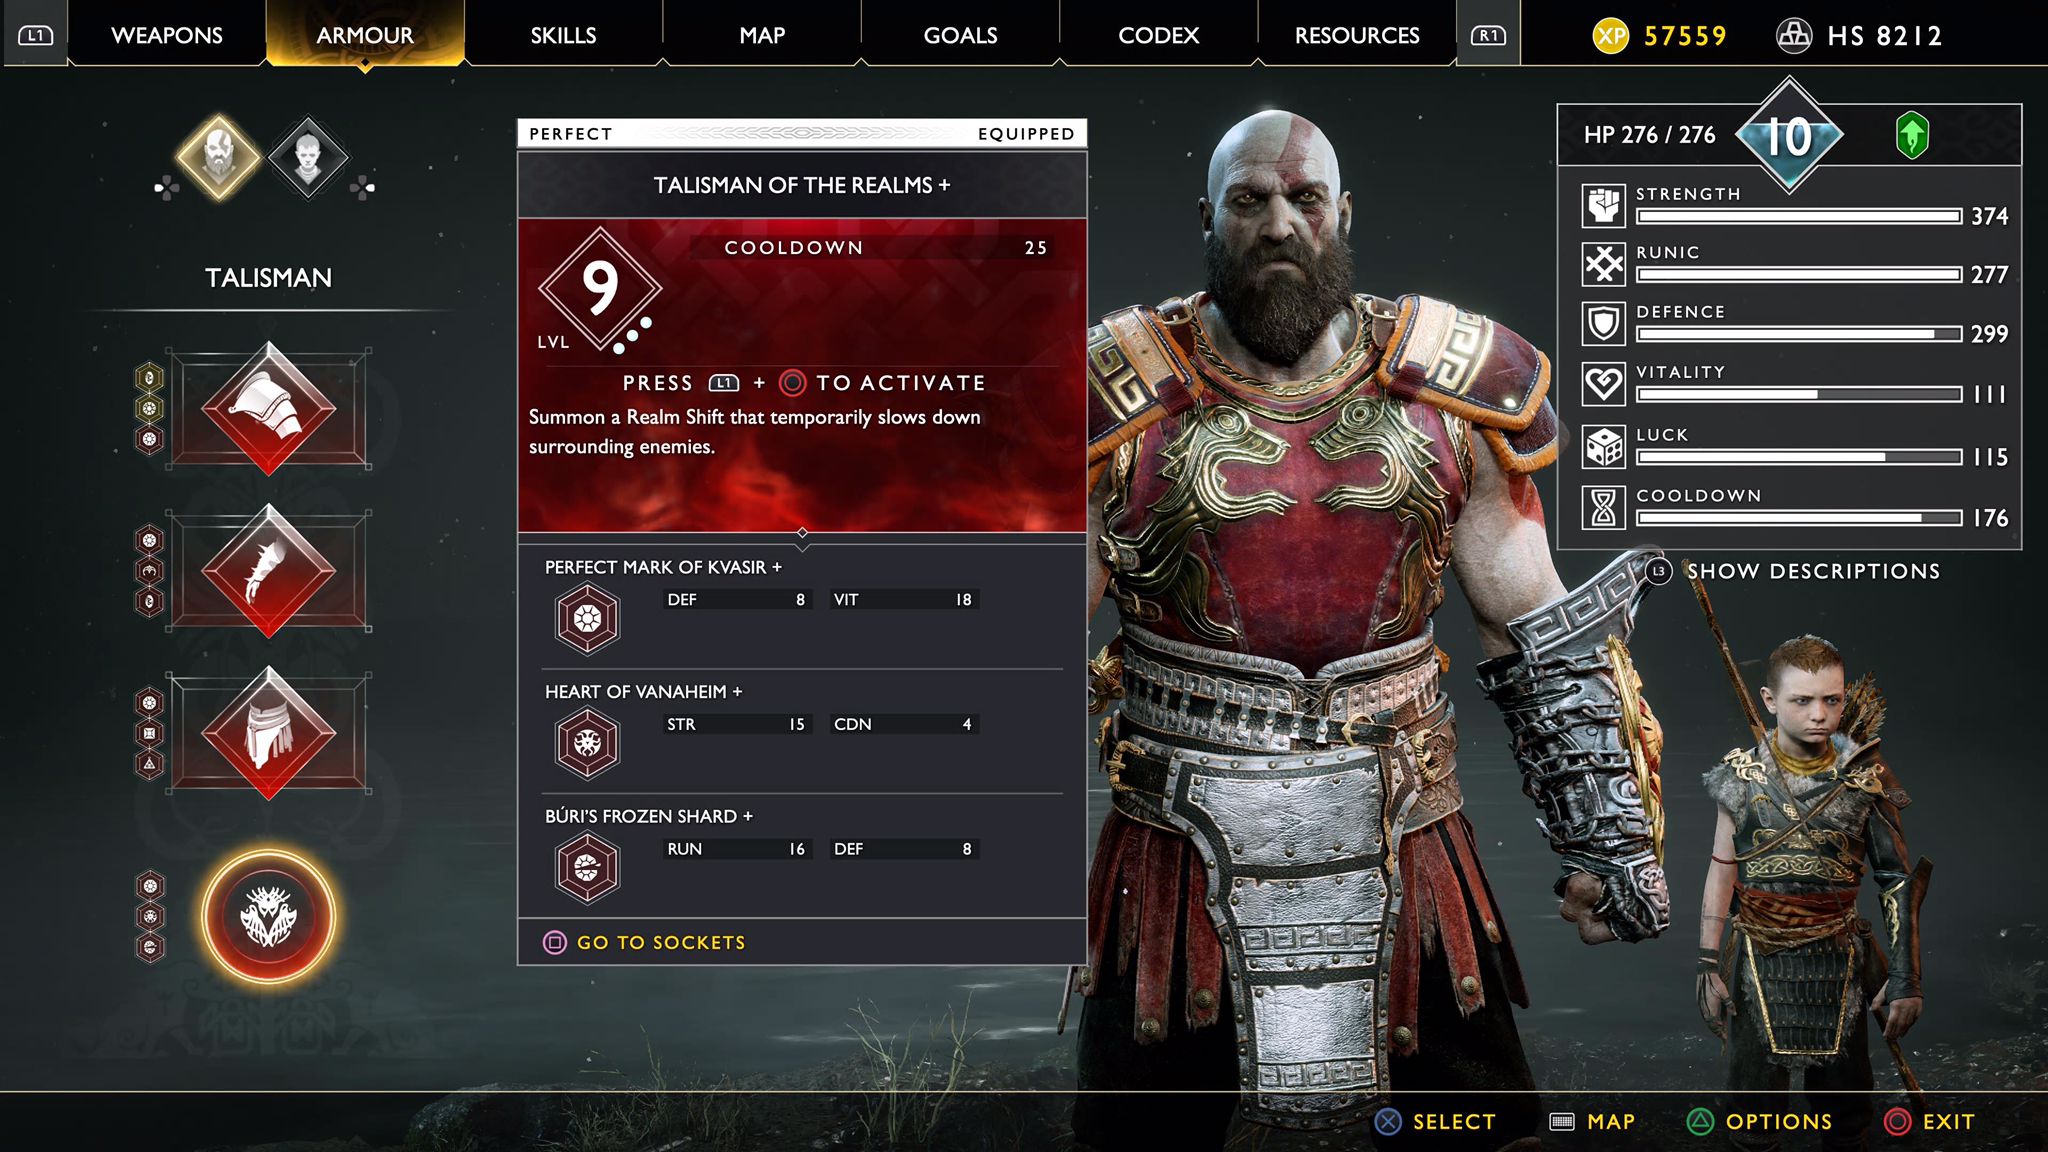 L1 WEAPONS ARMOUR SKILLS MAP GOALS CODEX RESOURCES R1 XP 57559 HS 8212
TALISMAN
PERFECT EQUIPPED
TALISMAN OF THE REALMS +
COOLDOWN 25
9
LVL
PRESS L1 + TO ACTIVATE
Summon a Realm Shift that temporarily slows down
surrounding enemies.
PERFECT MARK OF KVASIR +
DEF 8 VIT 18
HEART OF VANAHEIM +
STR 15 CDN 4
BÚRI'S FROZEN SHARD +
RUN 16 DEF 8
GO TO SOCKETS
HP 276 / 276 10
STRENGTH
374
RUNIC
277
DEFENCE
299
VITALITY
111
LUCK
115
COOLDOWN
176
L3 SHOW DESCRIPTIONS
SELECT MAP OPTIONS EXIT